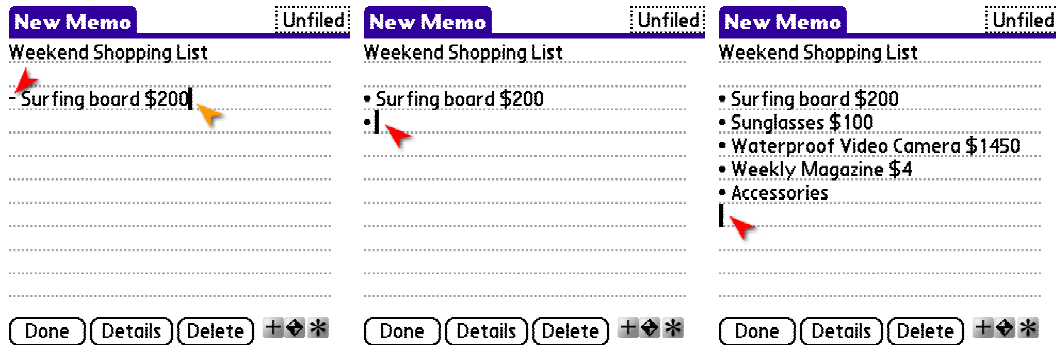 New Memo Unfiled
Weekend Shopping List
- Surfing board $200
Done Details Delete
New Memo Unfiled
Weekend Shopping List
• Surfing board $200
•
Done Details Delete
New Memo Unfiled
Weekend Shopping List
• Surfing board $200
• Sunglasses $100
• Waterproof Video Camera $1450
• Weekly Magazine $4
• Accessories
Done Details Delete